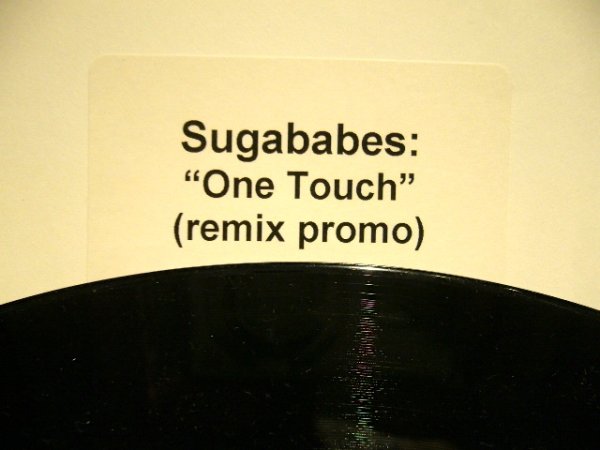 Sugababes:
“One Touch”
(remix promo)